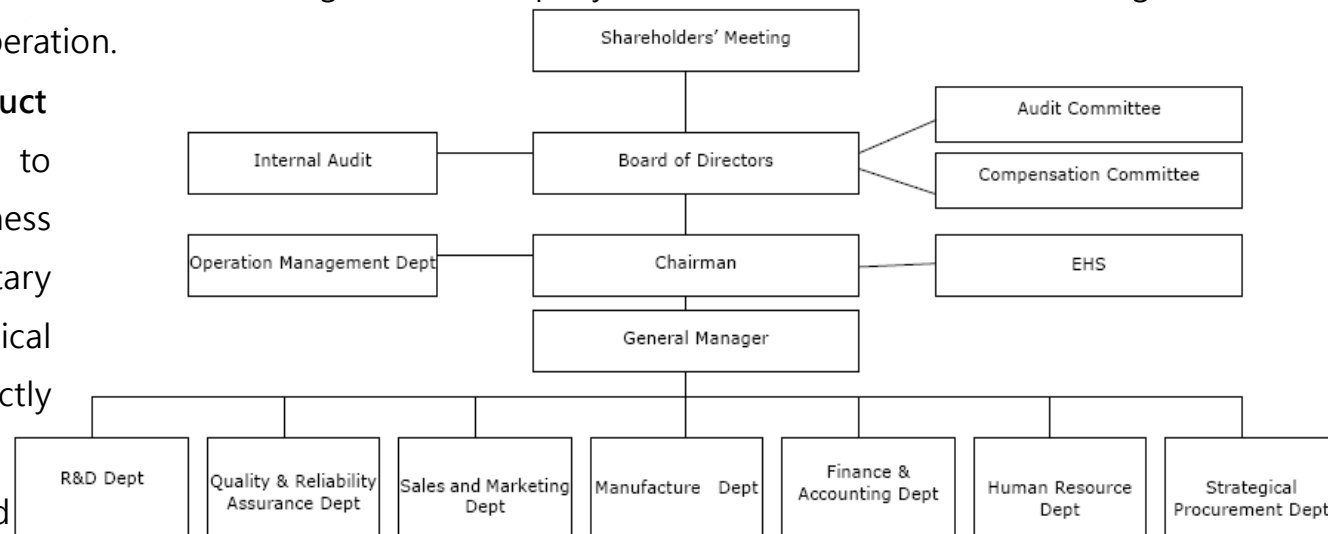 peration.
Shareholders' Meeting
uct
Audit Committee
to
Internal Audit
Board of Directors
Compensation Committee
ness
tary
Operation Management Dept
Chairman
EHS
ical
General Manager
ctly
R&D Dept
Quality & Reliability
Assurance Dept
Sales and Marketing
Dept
Manufacture Dept
Finance &
Accounting Dept
Human Resource
Dept
Strategical
Procurement Dept
d